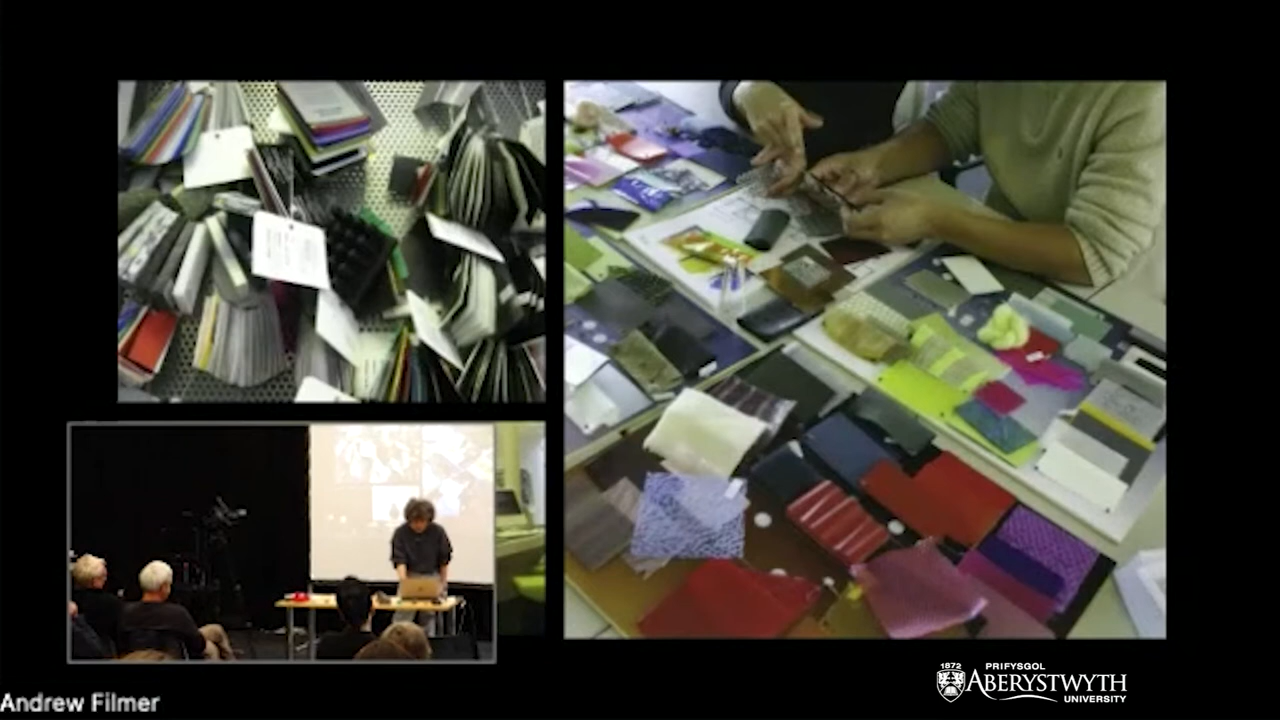 1872
PRIFYSGOL
ABERYSTWYTH
UNIVERSITY
Andrew Filmer